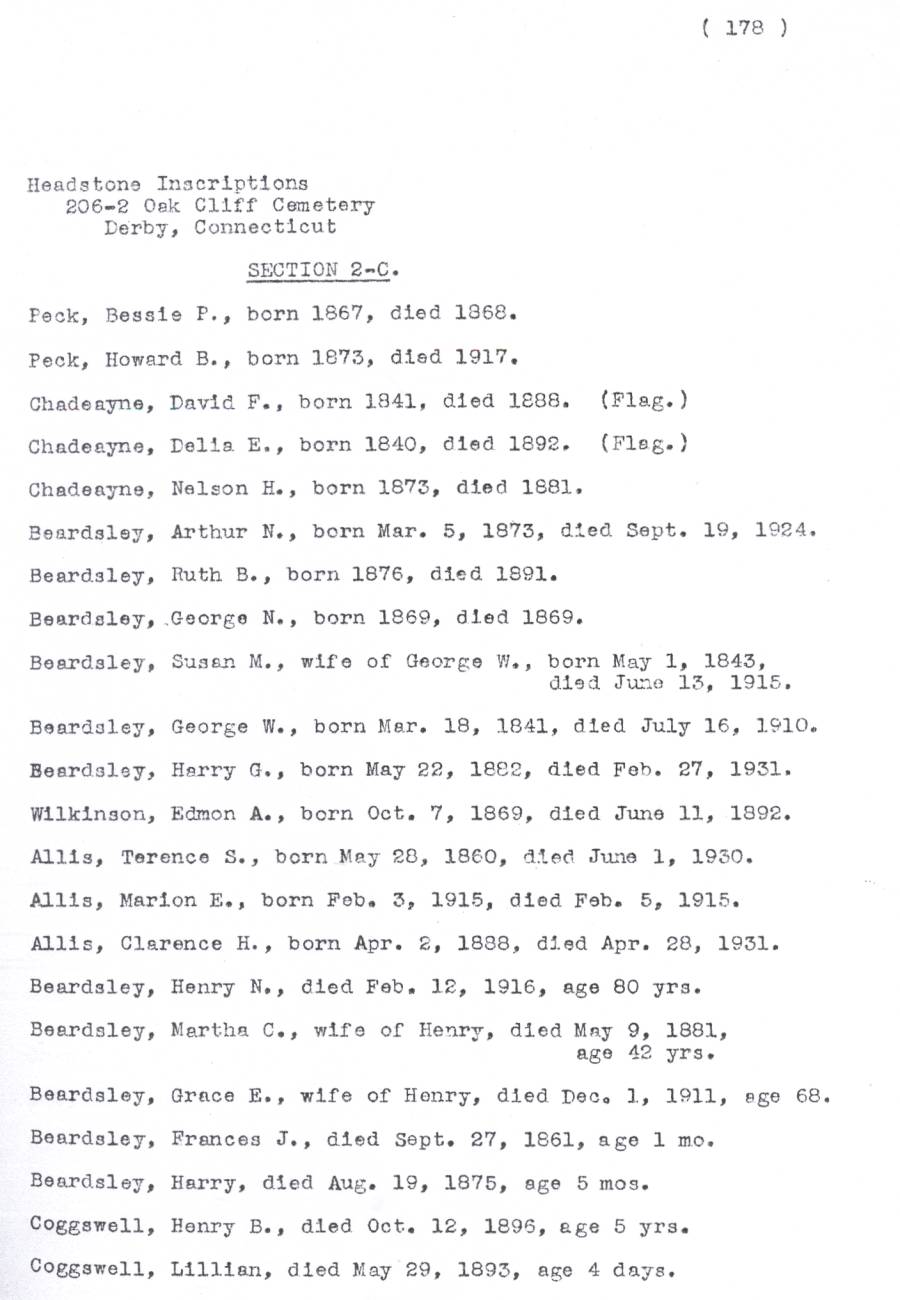 ( 178 )
Headstone Inscriptions
206-2 Oak Cliff Cemetery
Derby, Connecticut
SECTION 2-C.
Peck, Bessie P., born 1867, died 1868.
Peck, Howard B., born 1873, died 1917.
Chadeayne, David F., born 1841, died 1888. (Flag.)
Chadeayne, Delia E., born 1840, died 1892. (Flag.)
Chadeayne, Nelson H., born 1873, died 1881.
Beardsley, Arthur N., born Mar. 5, 1873, died Sept. 19, 1924.
Beardsley, Ruth B., born 1876, died 1891.
Beardsley, George N., born 1869, died 1869.
Beardsley, Susan M., wife of George W., born May 1, 1843,
died June 13, 1915.
Beardsley, George W., born Mar. 18, 1841, died July 16, 1910.
Beardsley, Harry G., born May 22, 1882, died Feb. 27, 1931.
Wilkinson, Edmon A., born Oct. 7, 1869, died June 11, 1892.
Allis, Terence S., born May 28, 1860, died June 1, 1930.
Allis, Marion E., born Feb. 3, 1915, died Feb. 5, 1915.
Allis, Clarence H., born Apr. 2, 1888, died Apr. 28, 1931.
Beardsley, Henry N., died Feb. 12, 1916, age 80 yrs.
Beardsley, Martha C., wife of Henry, died May 9, 1881,
age 42 yrs.
Beardsley, Grace E., wife of Henry, died Dec. 1, 1911, age 68.
Beardsley, Frances J., died Sept. 27, 1861, age 1 mo.
Beardsley, Harry, died Aug. 19, 1875, age 5 mos.
Coggswell, Henry B., died Oct. 12, 1896, age 5 yrs.
Coggswell, Lillian, died May 29, 1893, age 4 days.